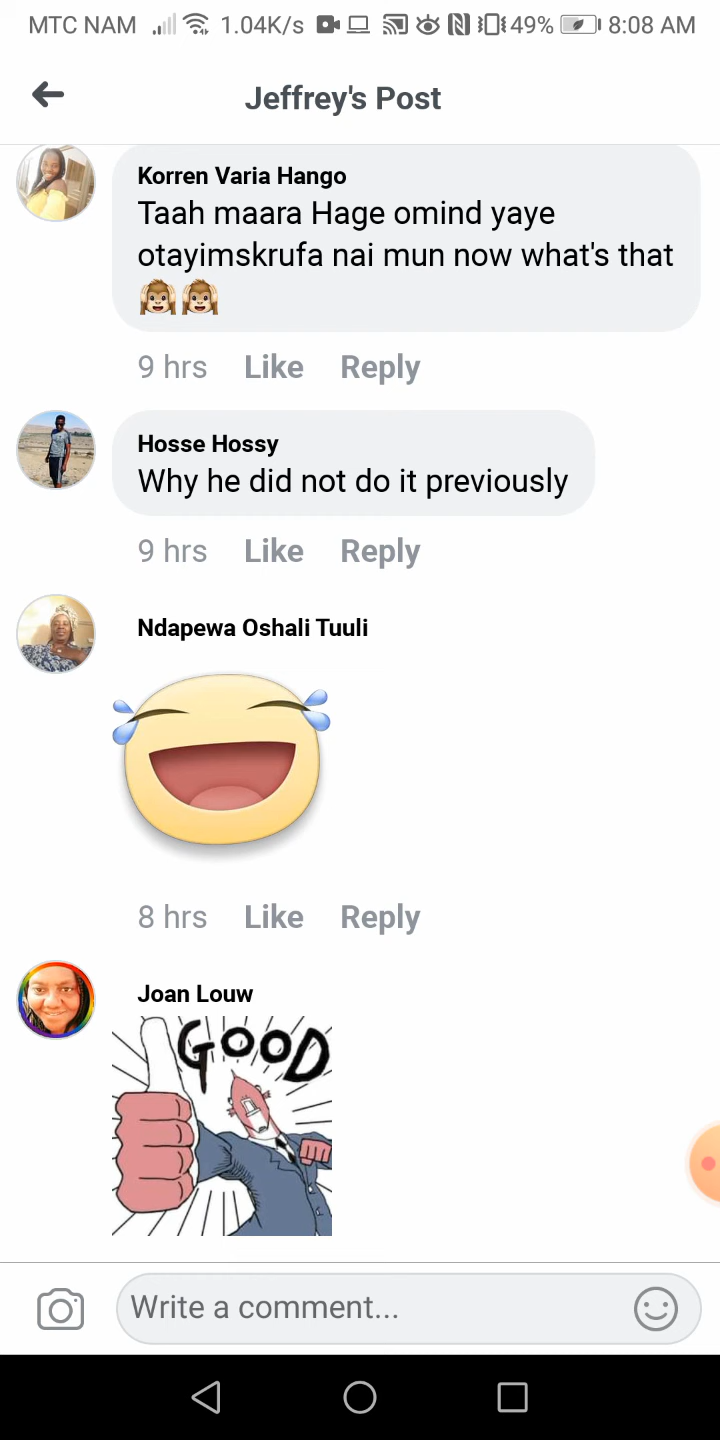 MTC NAM 1.04K/s 49% 8:08 AM
Jeffrey's Post
Korren Varia Hango
Taah maara Hage omind yaye
otayimskrufa nai mun now what's that
9 hrs Like Reply
Hosse Hossy
Why he did not do it previously
9 hrs Like Reply
Ndapewa Oshali Tuuli
8 hrs Like Reply
Joan Louw
GOOD
Write a comment...